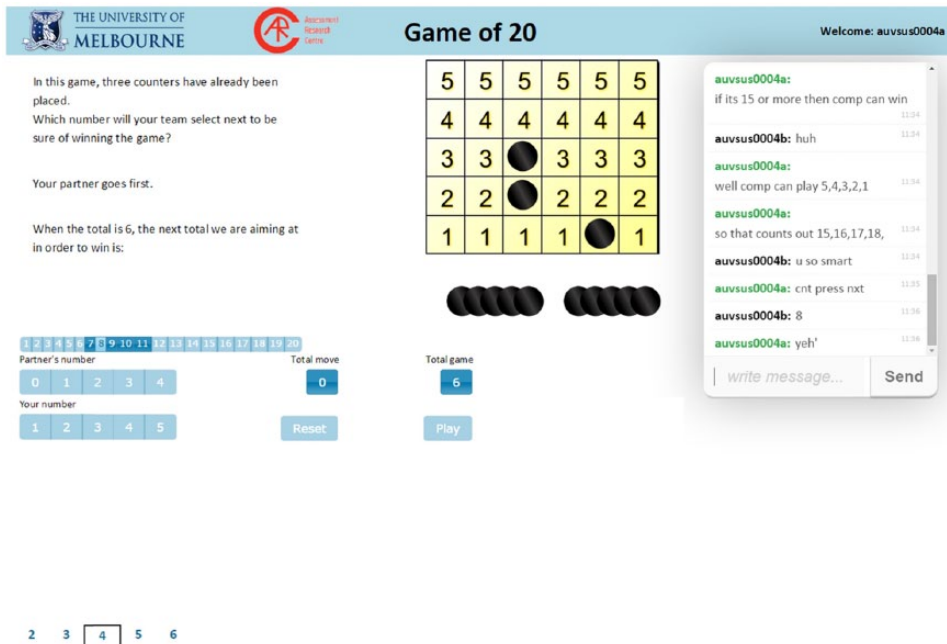 THE UNIVERSITY OF
MELBOURNE
AR
Assessment
Research
Centre
Game of 20
Welcome: auvsus0004a
In this game, three counters have already been
placed.
Which number will your team select next to be
sure of winning the game?
Your partner goes first.
When the total is 6, the next total we are aiming at
in order to win is:
5 5 5 5 5 5
4 4 4 4 4 4
3 3 3 3 3
2 2 2 2 2
1 1 1 1 1
1 2 3 4 5 6 7 8 9 10 11 12 13 14 15 16 17 18 19 20
Partner's number
Total move
Total game
0 1 2 3 4
0
6
Your number
1 2 3 4 5
Reset
Play
auvsus0004a:
if its 15 or more then comp can win
11:34
auvsus0004b: huh
11:34
auvsus0004a:
well comp can play 5,4,3,2,1
11:34
auvsus0004a:
so that counts out 15,16,17,18,
11:34
auvsus0004b: u so smart
11:34
auvsus0004a: cnt press nxt
11:35
auvsus0004b: 8
11:36
auvsus0004a: yeh'
11:36
write message...
Send
2 3 4 5 6